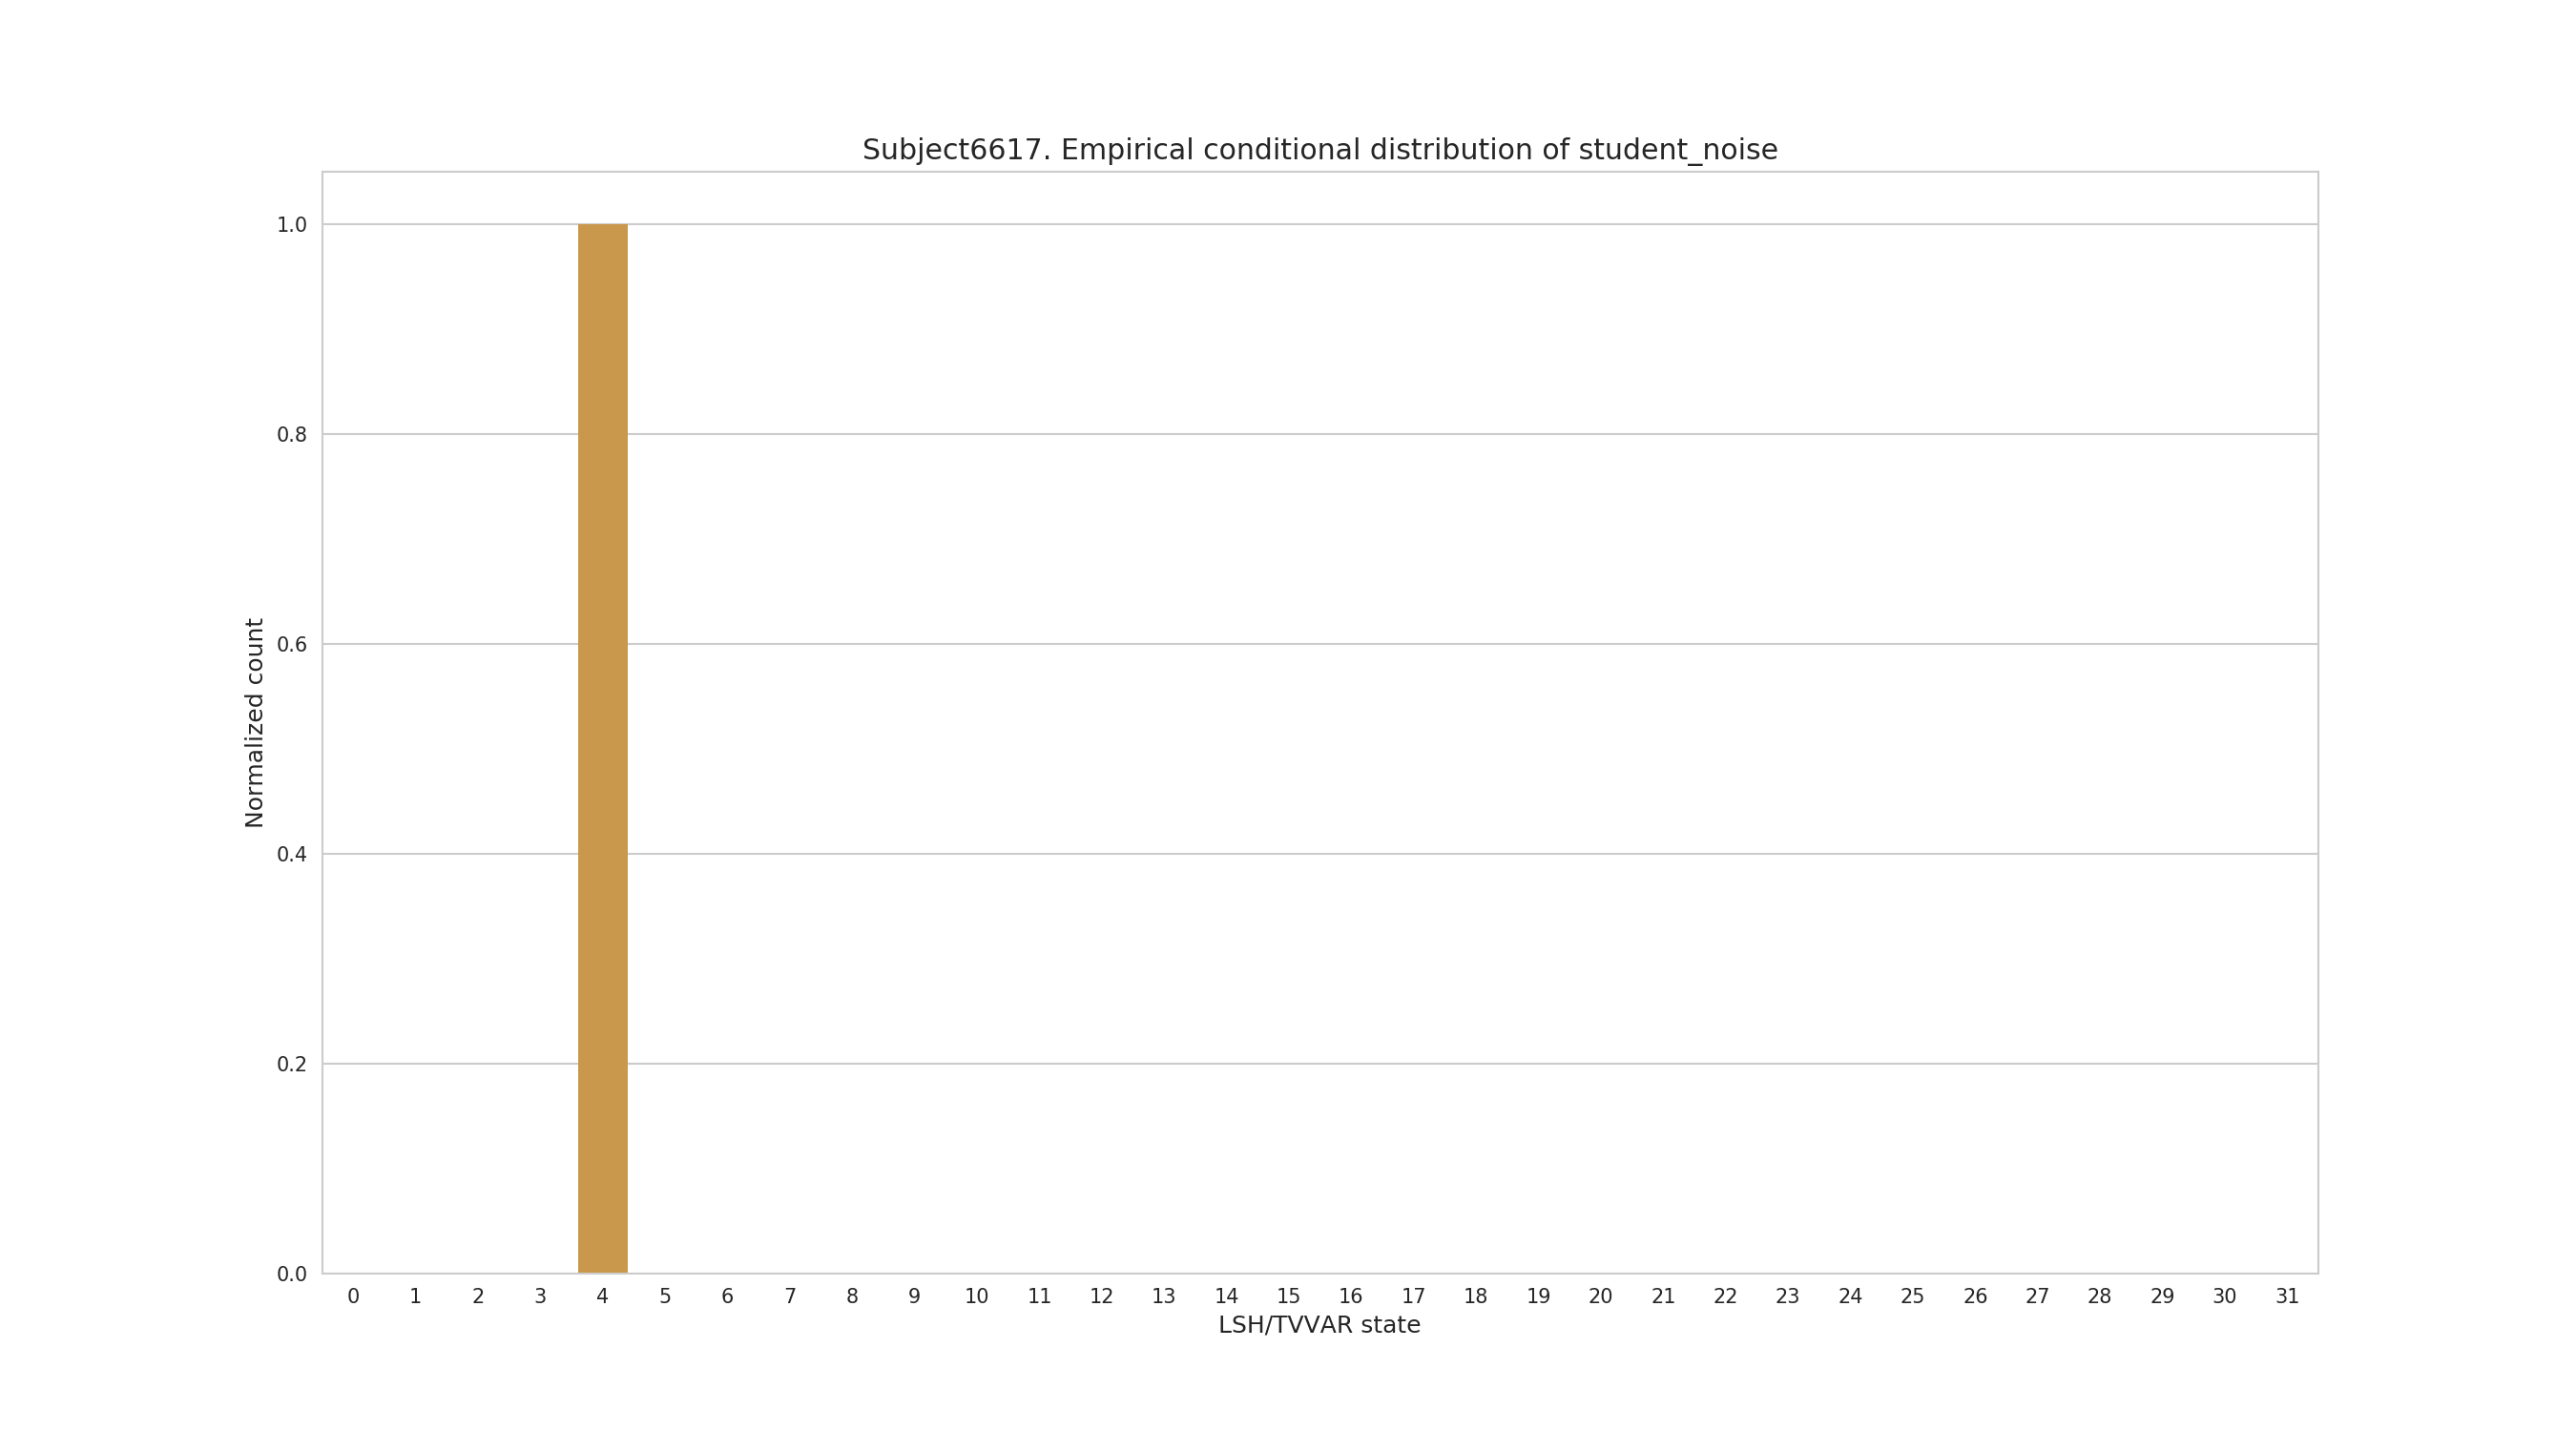 Subject6617. Empirical conditional distribution of student_noise
Normalized count
1.0
0.8
0.6
0.4
0.2
0.0
0 1 2 3 4 5 6 7 8 9 10 11 12 13 14 15 16 17 18 19 20 21 22 23 24 25 26 27 28 29 30 31
LSH/TVVAR state